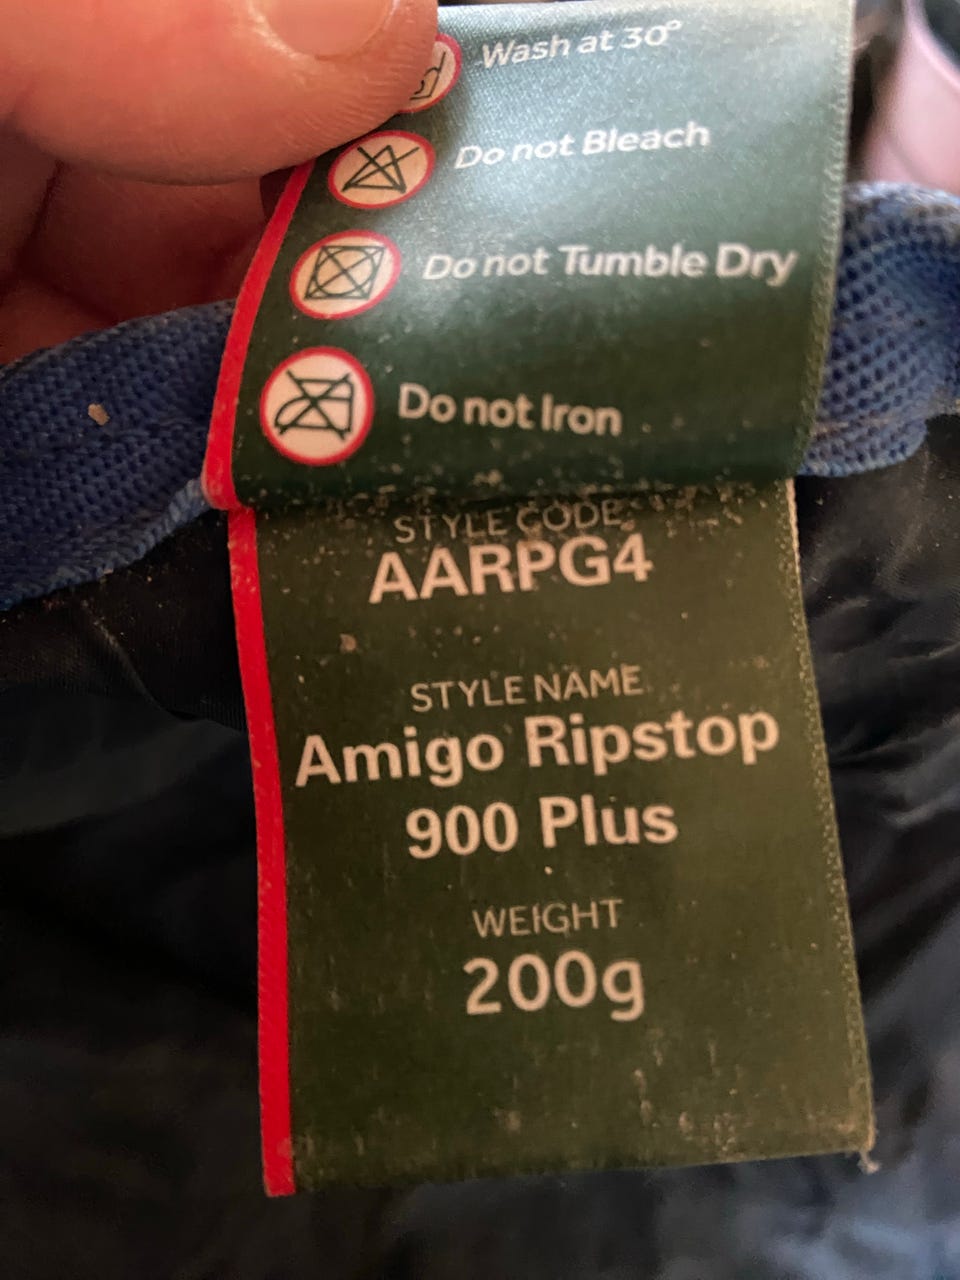 Wash at 30°
Do not Bleach
Do not Tumble Dry
Do not Iron
STYLE CODE
AARPG4
STYLE NAME
Amigo Ripstop
900 Plus
WEIGHT
200g